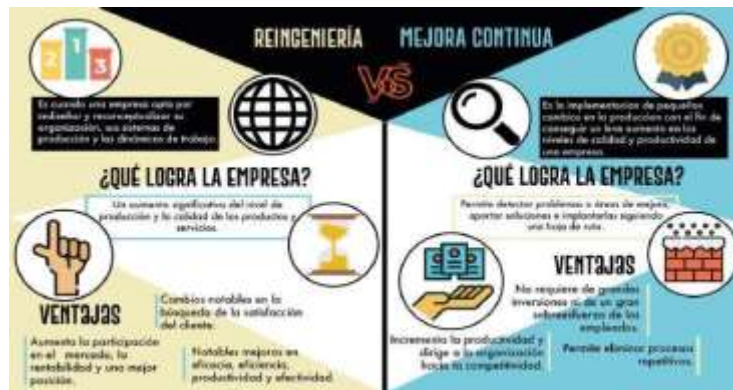 REINGENIERÍA
VS
MEJORA CONTINUA
2 1 3
Es cuando una empresa opta por
rediseñar y reconceptualizar su
organización, sus sistemas de
producción y las dinámicas de trabajo.
¿QUÉ LOGRA LA EMPRESA?
Un aumento significativo del nivel de
producción y la calidad de los productos y
servicios.
VENTAJAS
Cambios notables en la
búsqueda de la satisfacción
del cliente.
Aumenta la participación
en el mercado, la
rentabilidad y una mejor
posición.
Notables mejoras en
eficacia, eficiencia,
productividad y efectividad.
Es la implementacion de pequeños
cambios en la produccion con el fin de
conseguir un leve aumento en los
niveles de calidad y productividad de
una empresa.
¿QUÉ LOGRA LA EMPRESA?
Permite detectar problemas o áreas de mejora,
aportar soluciones e implantarlas siguiendo
una hoja de ruta.
VENTAJAS
No requiere de grandes
inversiones ni de un gran
sobreesfuerzo de los
empleados.
Incrementa la productividad y
dirige a la organización
hacia la competitividad.
Permite eliminar procesos
repetitivos.